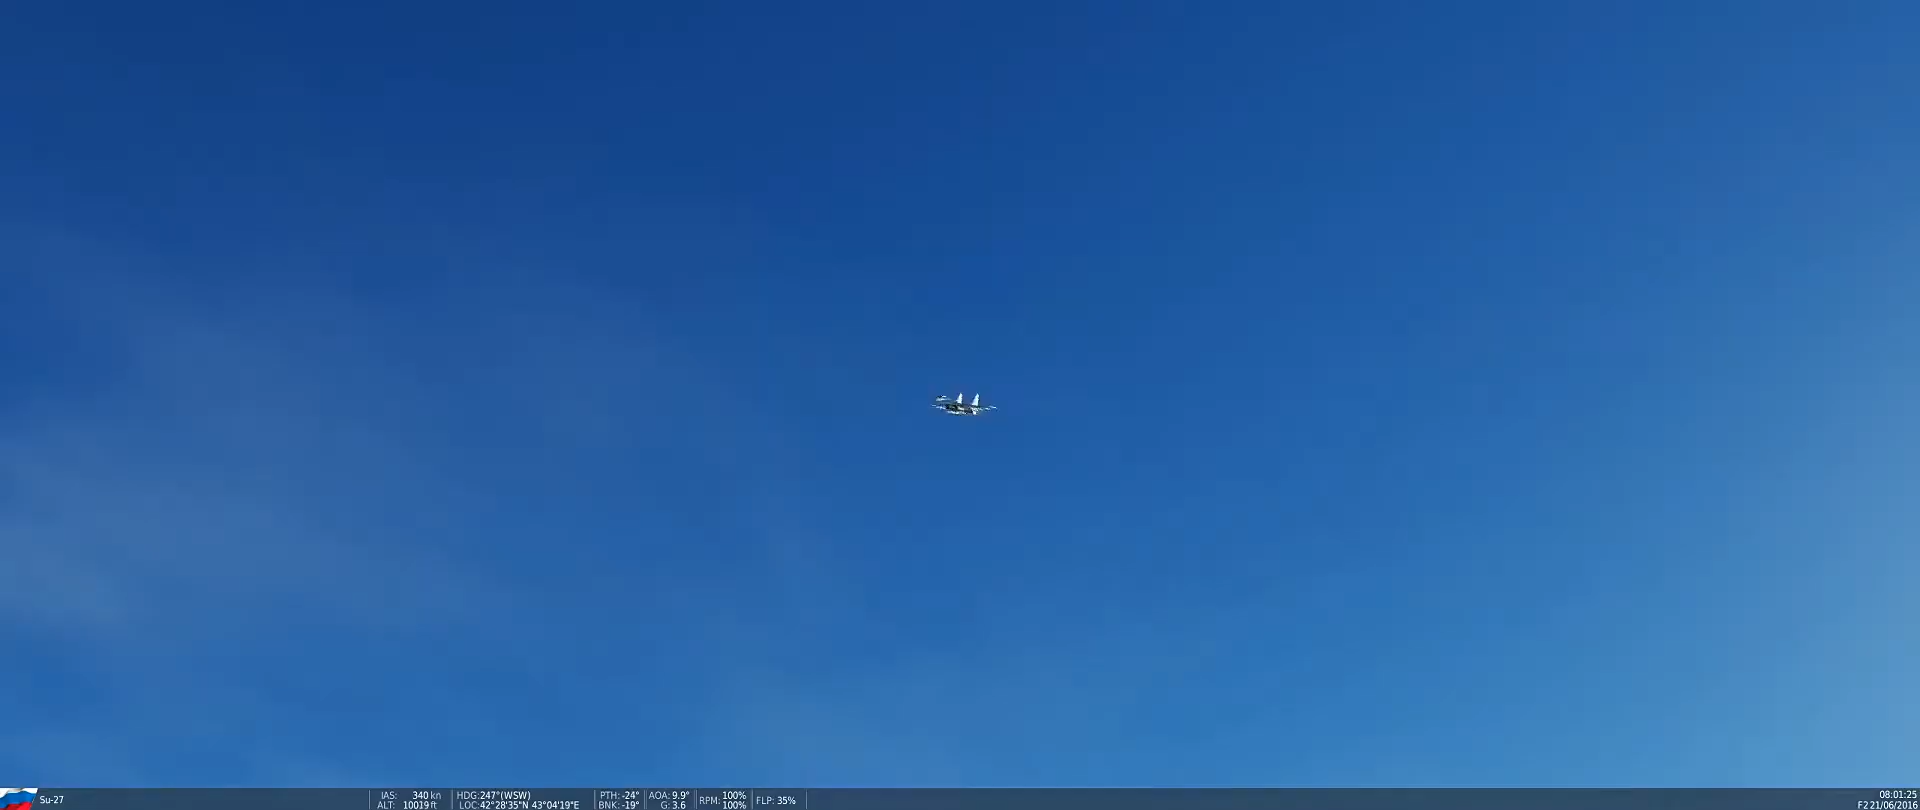 Su-27
IAS: 340 kn
ALT: 10019 ft
HDG:247°(WSW)
LOC:42°28'35"N 43°04'19"E
PTH: -24°
BNK: -19°
AOA: 9.9°
G: 3.6
RPM: 100%
100%
FLP: 35%
08:01:25
F2 21/06/2016